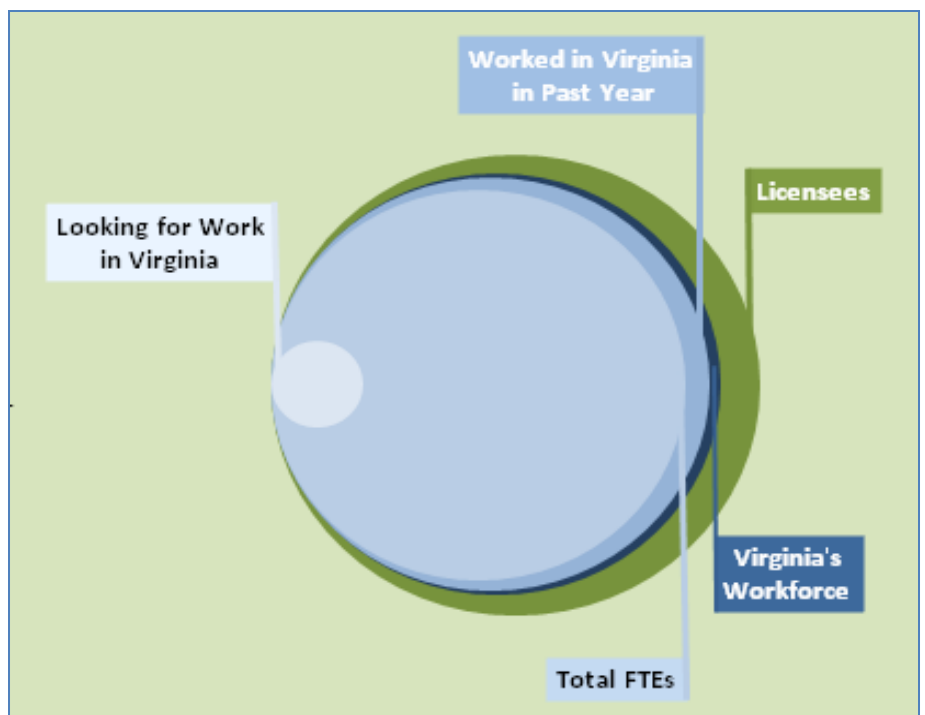 Worked in Virginia
in Past Year
Licensees
Looking for Work
in Virginia
Virginia's
Workforce
Total FTEs